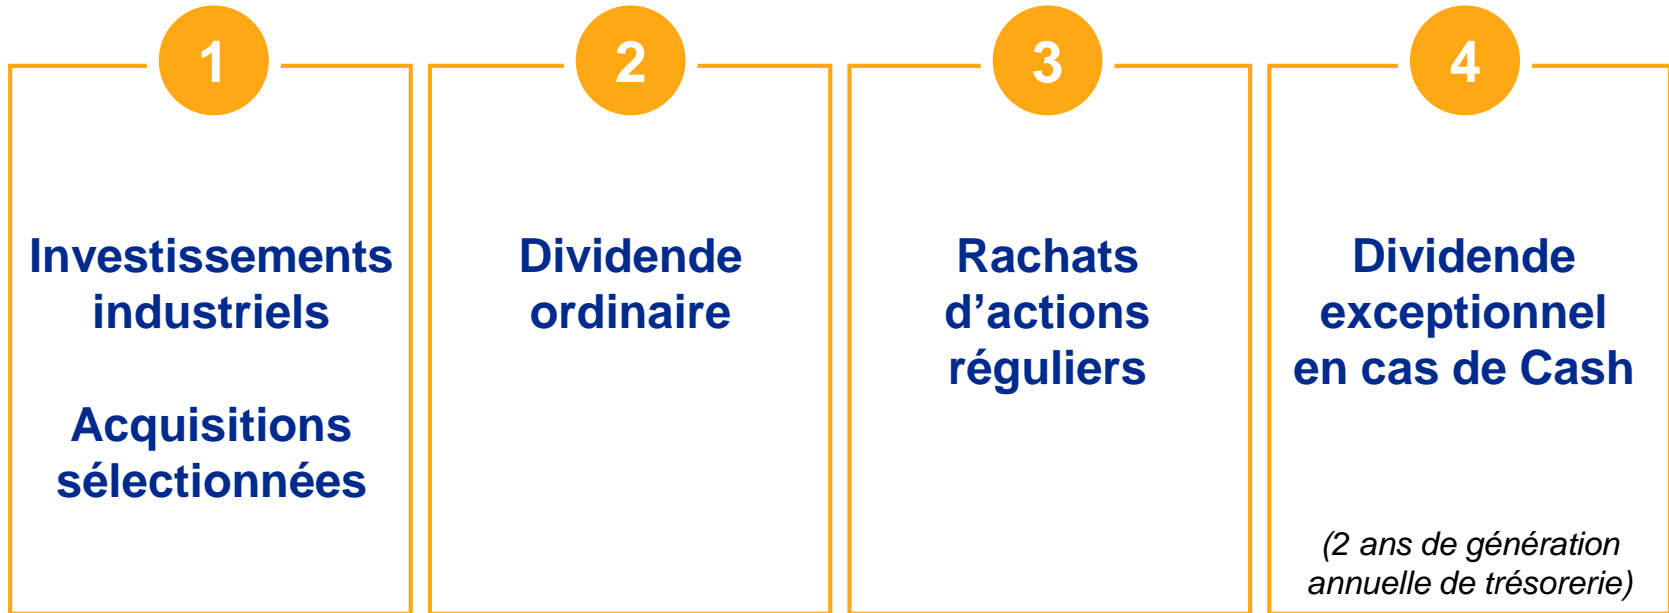 1
Investissements
industriels
Acquisitions
sélectionnées
2
Dividende
ordinaire
3
Rachats
d’actions
réguliers
4
Dividende
exceptionnel
en cas de Cash
(2 ans de génération
annuelle de trésorerie)